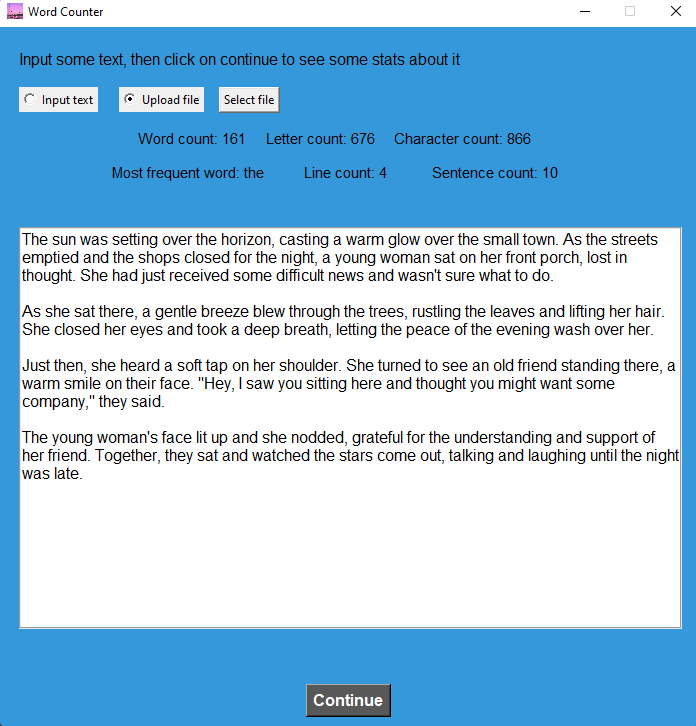 Word Counter
Input some text, then click on continue to see some stats about it
Input text Upload file Select file
Word count: 161 Letter count: 676 Character count: 866
Most frequent word: the Line count: 4 Sentence count: 10
The sun was setting over the horizon, casting a warm glow over the small town. As the streets
emptied and the shops closed for the night, a young woman sat on her front porch, lost in
thought. She had just received some difficult news and wasn't sure what to do.
As she sat there, a gentle breeze blew through the trees, rustling the leaves and lifting her hair.
She closed her eyes and took a deep breath, letting the peace of the evening wash over her.
Just then, she heard a soft tap on her shoulder. She turned to see an old friend standing there, a
warm smile on their face. "Hey, I saw you sitting here and thought you might want some
company," they said.
The young woman's face lit up and she nodded, grateful for the understanding and support of
her friend. Together, they sat and watched the stars come out, talking and laughing until the night
was late.
Continue